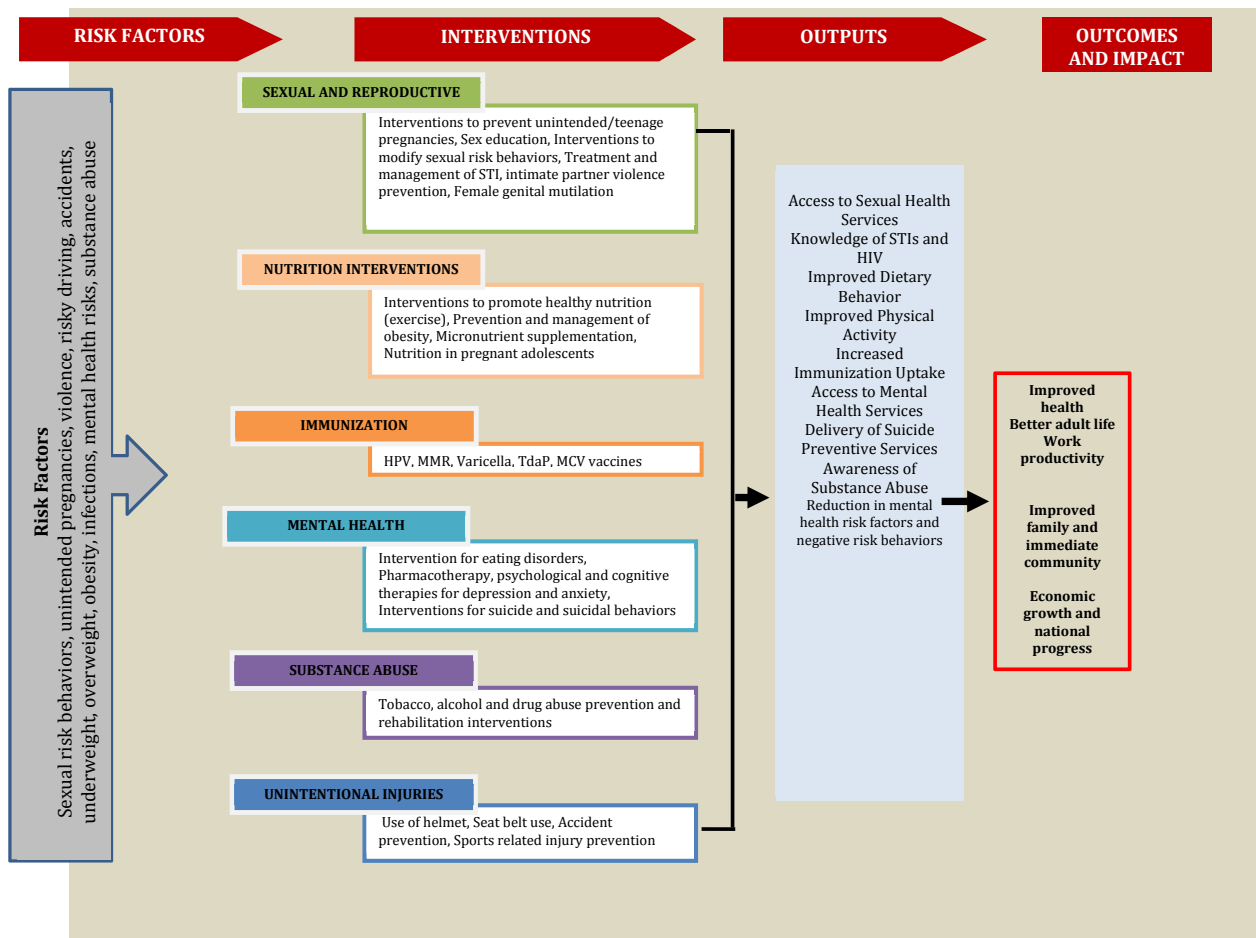 RISK FACTORS
INTERVENTIONS
OUTPUTS
OUTCOMES
AND IMPACT
Risk Factors
Sexual risk behaviors, unintended pregnancies, violence, risky driving, accidents,
underweight, overweight, obesity, infections, mental health risks, substance abuse
SEXUAL AND REPRODUCTIVE
Interventions to prevent unintended/teenage
pregnancies, Sex education, Interventions to
modify sexual risk behaviors, Treatment and
management of STI, intimate partner violence
prevention, Female genital mutilation
NUTRITION INTERVENTIONS
Interventions to promote healthy nutrition
(exercise), Prevention and management of
obesity, Micronutrient supplementation,
Nutrition in pregnant adolescents
IMMUNIZATION
HPV, MMR, Varicella, TdaP, MCV vaccines
MENTAL HEALTH
Intervention for eating disorders,
Pharmacotherapy, psychological and cognitive
therapies for depression and anxiety,
Interventions for suicide and suicidal behaviors
SUBSTANCE ABUSE
Tobacco, alcohol and drug abuse prevention and
rehabilitation interventions
UNINTENTIONAL INJURIES
Use of helmet, Seat belt use, Accident
prevention, Sports related injury prevention
Access to Sexual Health
Services
Knowledge of STIs and
HIV
Improved Dietary
Behavior
Improved Physical
Activity
Increased
Immunization Uptake
Access to Mental
Health Services
Delivery of Suicide
Preventive Services
Awareness of
Substance Abuse
Reduction in mental
health risk factors and
negative risk behaviors
Improved
health
Better adult life
Work
productivity
Improved
family and
immediate
community
Economic
growth and
national
progress